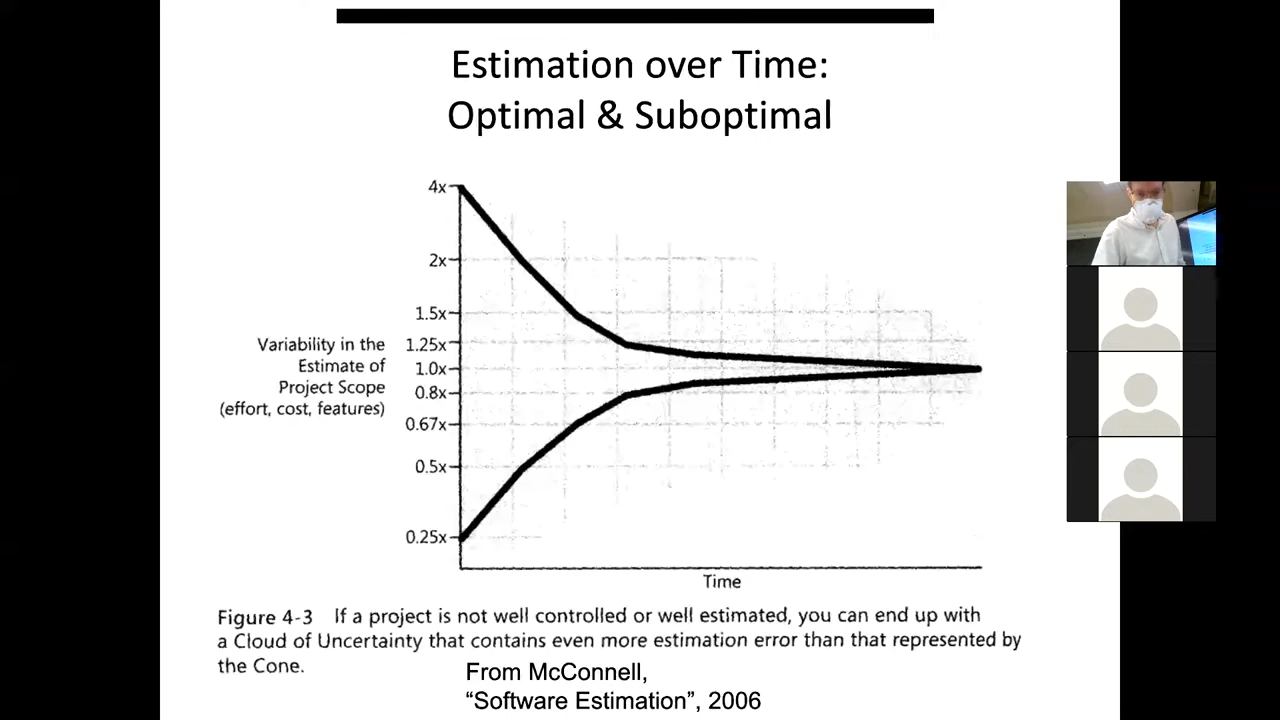 Estimation over Time:
Optimal & Suboptimal
4x
2x
1.5x
1.25x
1.0x
0.8x
0.67x
0.5x
0.25x
Variability in the
Estimate of
Project Scope
(effort, cost, features)
Time
Figure 4-3 If a project is not well controlled or well estimated, you can end up with
a Cloud of Uncertainty that contains even more estimation error than that represented by
the Cone.
From McConnell,
“Software Estimation”, 2006